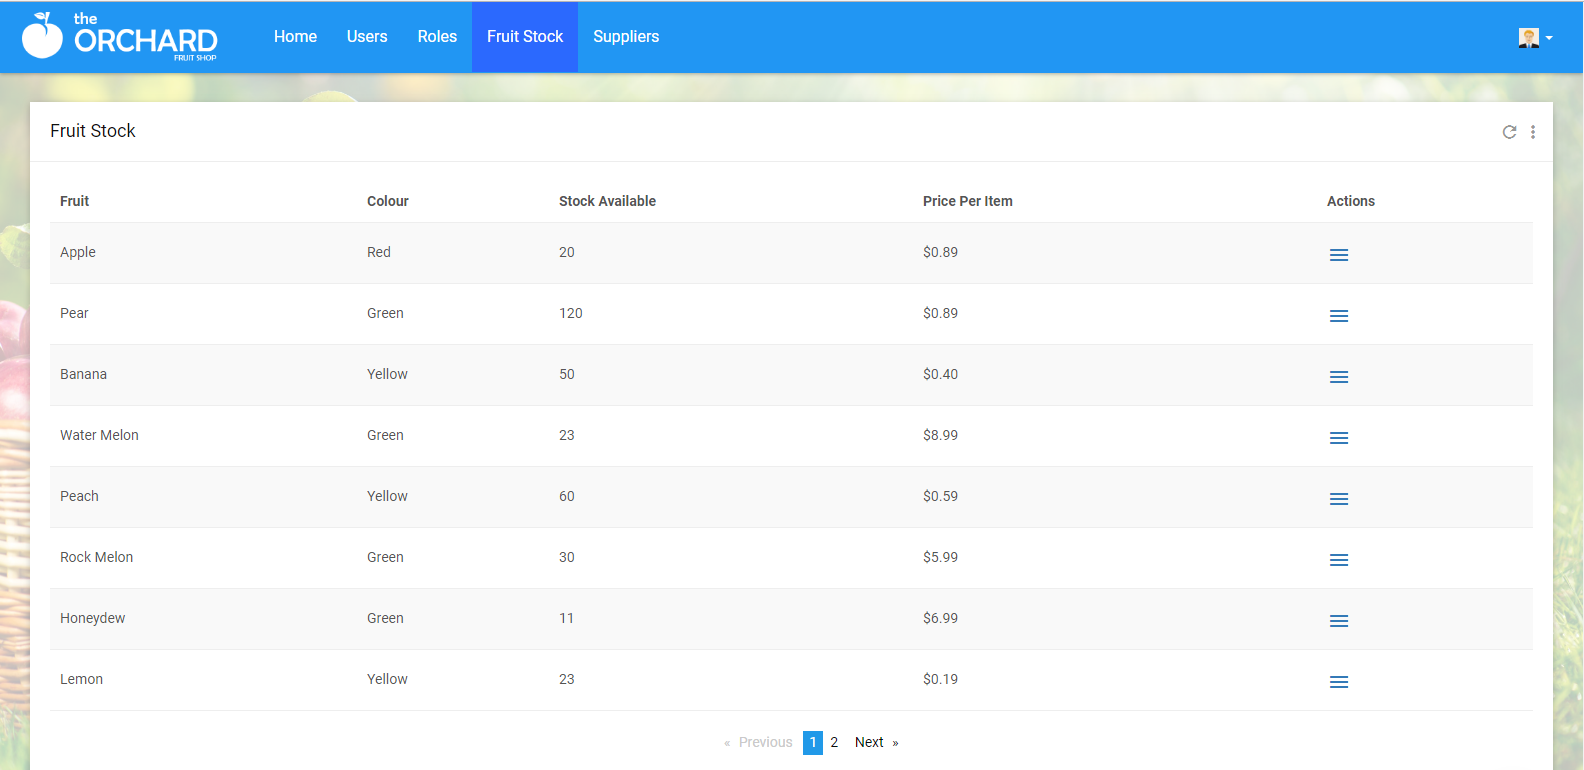 the
ORCHARD
FRUIT SHOP
Home Users Roles Fruit Stock Suppliers
Fruit Stock
Fruit Colour Stock Available Price Per Item Actions
Apple Red 20 $0.89
Pear Green 120 $0.89
Banana Yellow 50 $0.40
Water Melon Green 23 $8.99
Peach Yellow 60 $0.59
Rock Melon Green 30 $5.99
Honeydew Green 11 $6.99
Lemon Yellow 23 $0.19
« Previous 1 2 Next »